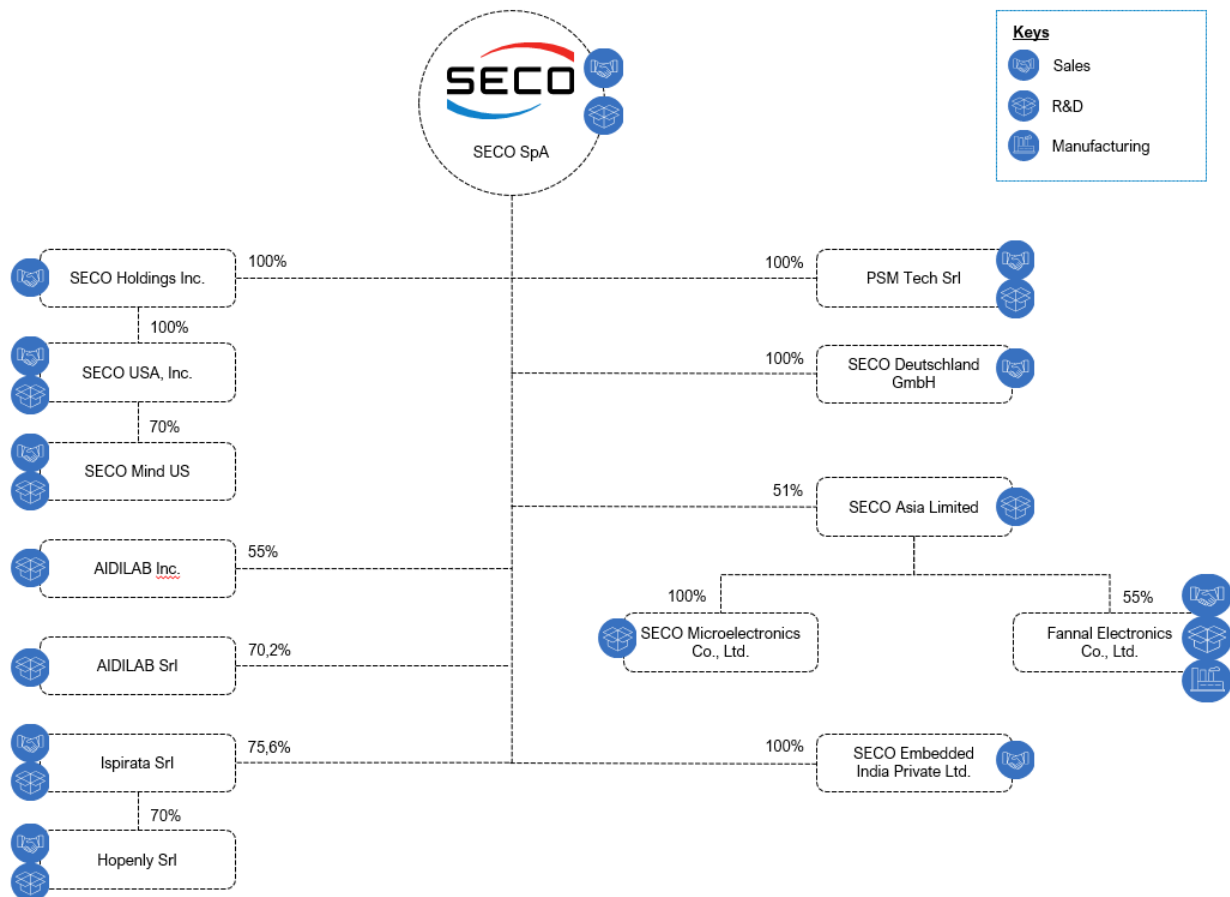 SECO
SECO SpA
Keys
Sales
R&D
Manufacturing
SECO Holdings Inc.
100%
100%
PSM Tech Srl
100%
SECO USA, Inc.
100%
SECO Deutschland
GmbH
70%
SECO Mind US
51%
SECO Asia Limited
AIDILAB Inc.
55%
100%
SECO Microelectronics
Co., Ltd.
55%
Fannal Electronics
Co., Ltd.
AIDILAB Srl
70,2%
Ispirata Srl
75,6%
100%
SECO Embedded
India Private Ltd.
70%
Hopenly Srl